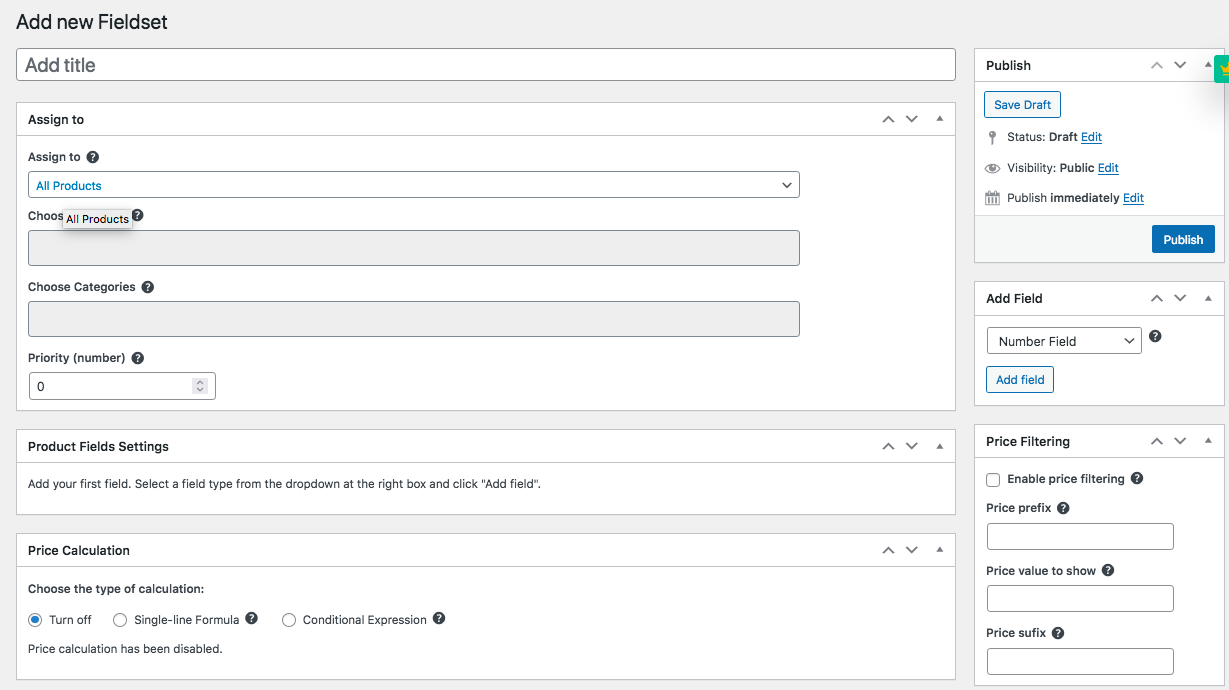 Add new Fieldset
Add title
Assign to
Assign to ?
All Products
Choos All Products ?
Choose Categories ?
Priority (number) ?
0
Product Fields Settings
Add your first field. Select a field type from the dropdown at the right box and click "Add field".
Price Calculation
Choose the type of calculation:
Turn off Single-line Formula ? Conditional Expression ?
Price calculation has been disabled.
Publish
Save Draft
Status: Draft Edit
Visibility: Public Edit
Publish immediately Edit
Publish
Add Field
Number Field ?
Add field
Price Filtering
Enable price filtering ?
Price prefix ?
Price value to show ?
Price sufix ?